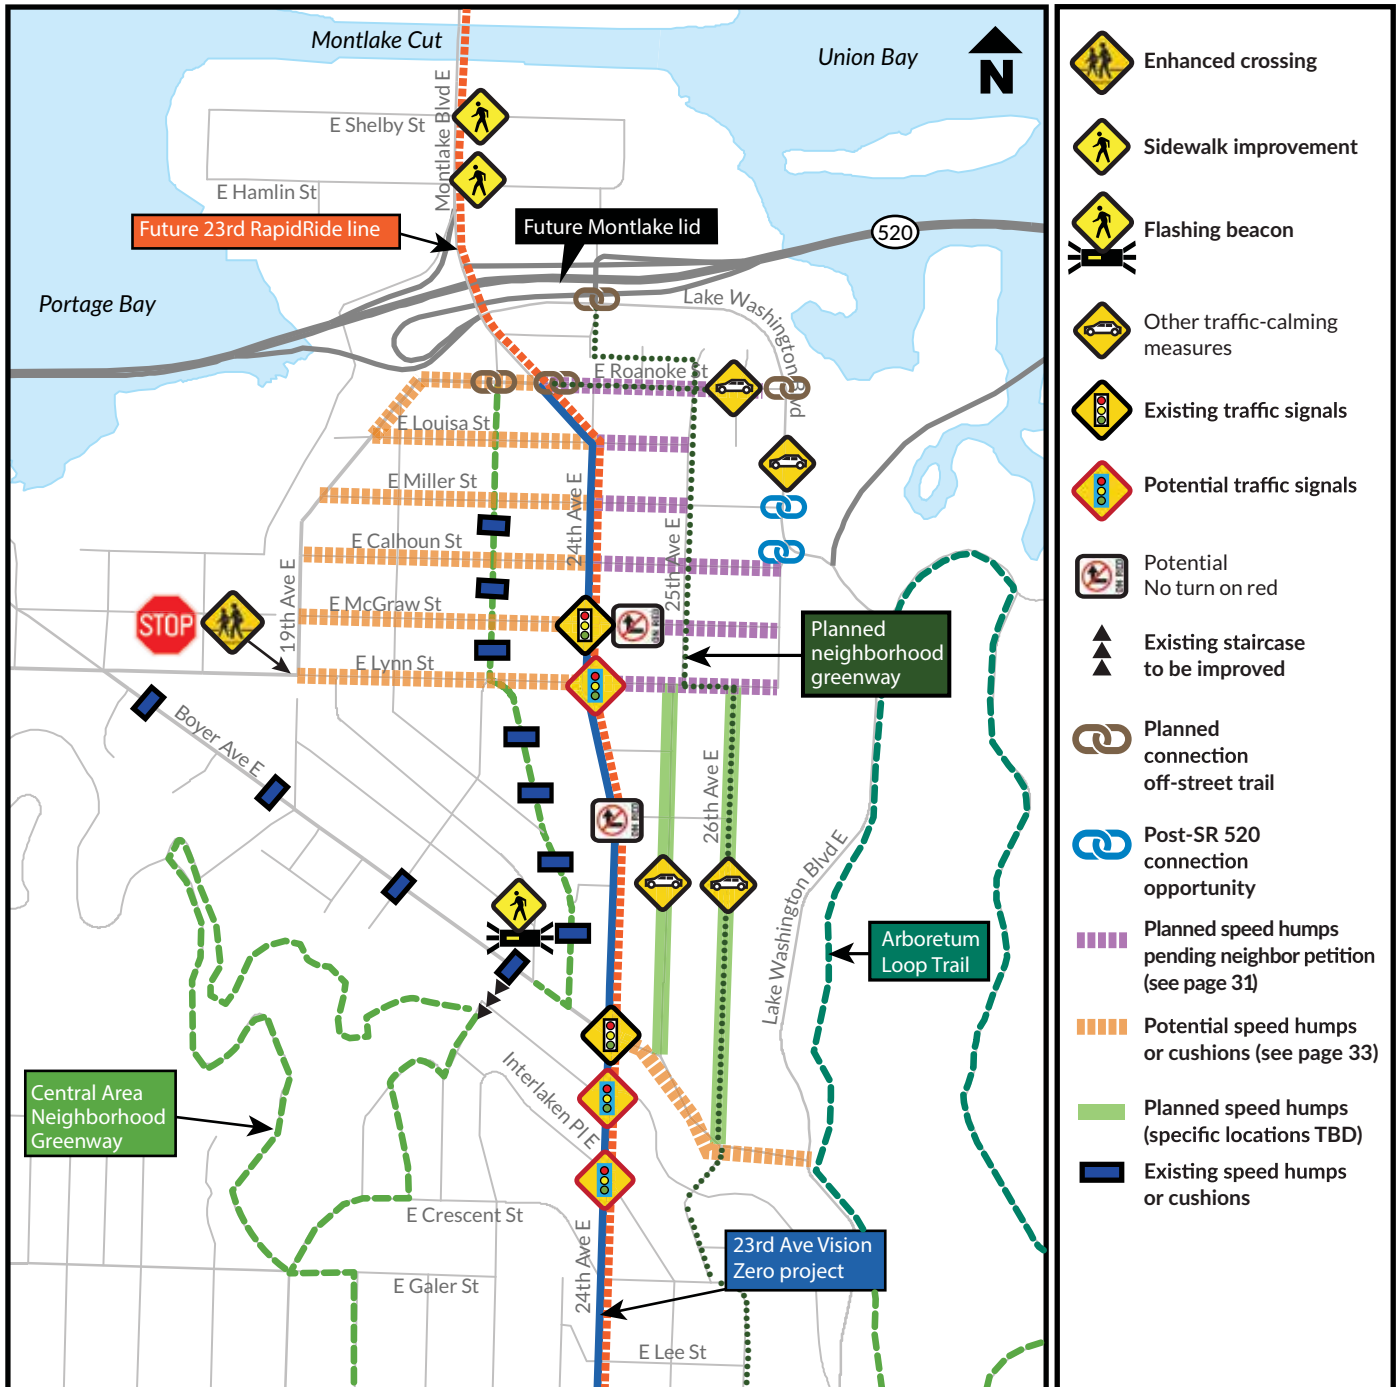 Montlake Cut
Union Bay
N
Montlake Blvd E
E Shelby St
E Hamlin St
Future 23rd RapidRide line
Future Montlake lid
520
Portage Bay
Lake Washington Blvd
E Roanoke St
E Louisa St
E Miller St
24th Ave E
E Calhoun St
25th Ave E
19th Ave E
E McGraw St
STOP
ON RED
E Lynn St
Planned
neighborhood
greenway
Boyer Ave E
26th Ave E
ON RED
Lake Washington Blvd E
Arboretum
Loop Trail
Interlaken Pl E
Central Area
Neighborhood
Greenway
E Crescent St
24th Ave E
23rd Ave Vision
Zero project
E Galer St
E Lee St
Enhanced crossing
Sidewalk improvement
Flashing beacon
Other traffic-calming
measures
Existing traffic signals
Potential traffic signals
ON RED
Potential
No turn on red
Existing staircase
to be improved
Planned
connection
off-street trail
Post-SR 520
connection
opportunity
Planned speed humps
pending neighbor petition
(see page 31)
Potential speed humps
or cushions (see page 33)
Planned speed humps
(specific locations TBD)
Existing speed humps
or cushions